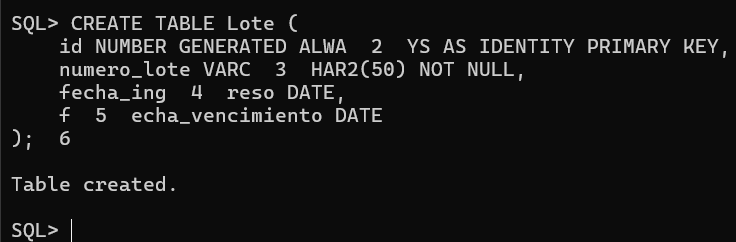 SQL> CREATE TABLE Lote (
    id NUMBER GENERATED ALWA  2  YS AS IDENTITY PRIMARY KEY,
    numero_lote VARC  3  HAR2(50) NOT NULL,
    fecha_ing  4  reso DATE,
    f  5  echa_vencimiento DATE
);  6
Table created.
SQL>